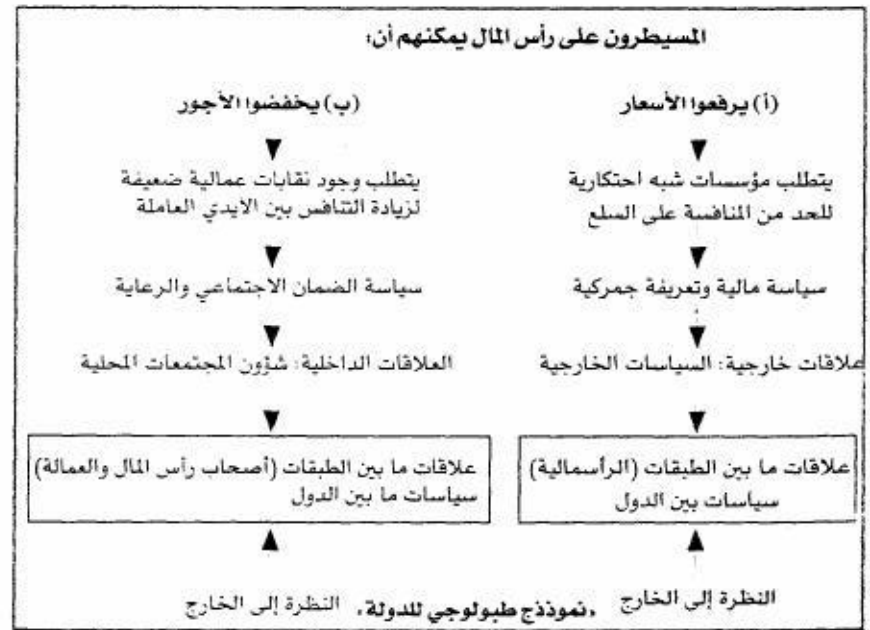 المسيطرون على رأس المال يمكنهم أن:
(أ) يرفعوا الأسعار
(ب) يخفضوا الأجور
يتطلب مؤسسات شبه احتكارية
للحد من المنافسة على السلع
يتطلب وجود نقابات عمالية ضعيفة
لزيادة التنافس بين الايدي العاملة
سياسة مالية وتعريفة جمركية
سياسة الضمان الاجتماعي والرعاية
علاقات خارجية: السياسات الخارجية
العلاقات الداخلية: شؤون المجتمعات المحلية
علاقات ما بين الطبقات (الرأسمالية)
سياسات بين الدول
علاقات ما بين الطبقات (أصحاب رأس المال والعمالة)
سياسات ما بين الدول
النظرة إلى الخارج
،نموذذج طبولوجي للدولة،
النظرة إلى الخارج